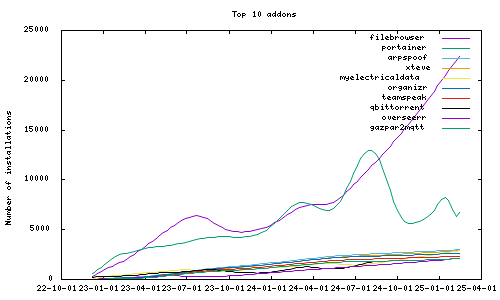 Top 10 addons
25000
20000
15000
10000
5000
0
Number of installations
filebrowser
portainer
arpspoof
xteve
myelectricaldata
organizr
teamspeak
qbittorrent
overseerr
gazpar2mqtt
22-10-01 23-01-01 23-04-01 23-07-01 23-10-01 24-01-01 24-04-01 24-07-01 24-10-01 25-01-01 25-04-01